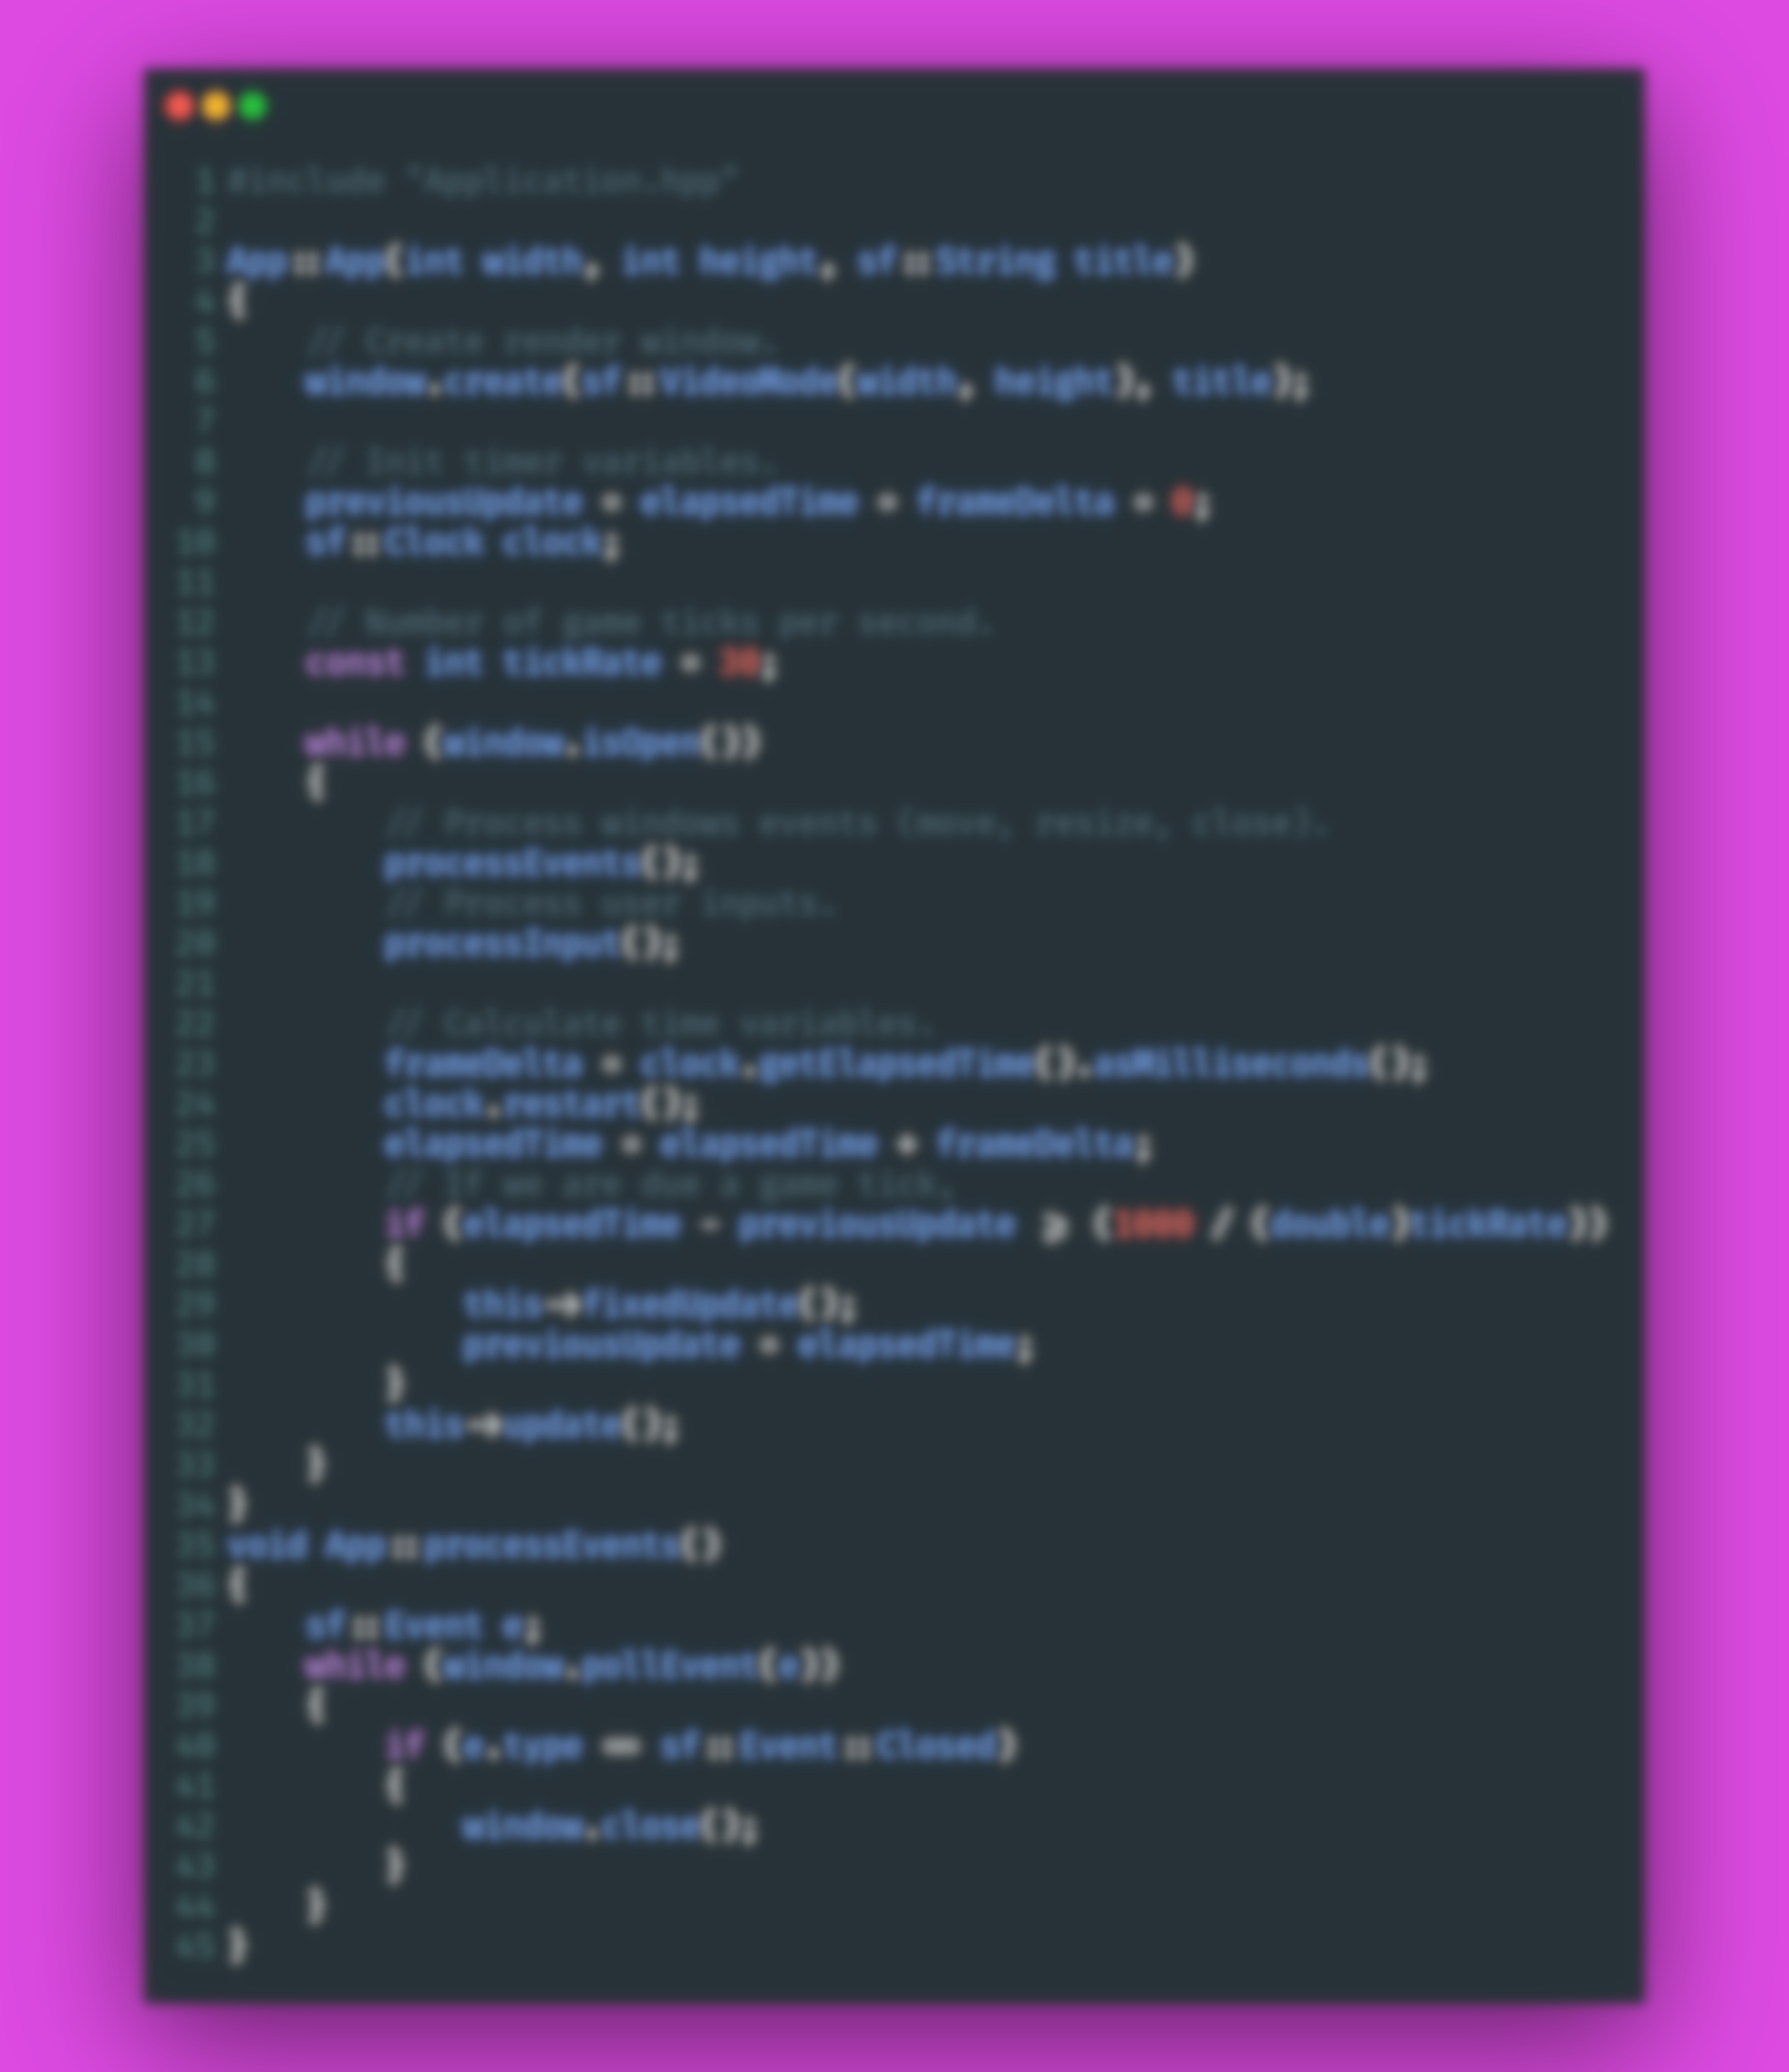 1 #include "Application.hpp"
2
3 App::App(int width, int height, sf::String title)
4 {
5     // Create render window.
6     window.create(sf::VideoMode(width, height), title);
7
8     // Init timer variables.
9     previousUpdate = elapsedTime = frameDelta = 0;
10     sf::Clock clock;
11
12     // Number of game ticks per second.
13     const int tickRate = 30;
14
15     while (window.isOpen())
16     {
17         // Process windows events (move, resize, close).
18         processEvents();
19         // Process user inputs.
20         processInput();
21
22         // Calculate time variables.
23         frameDelta = clock.getElapsedTime().asMilliseconds();
24         clock.restart();
25         elapsedTime = elapsedTime + frameDelta;
26         // If we are due a game tick,
27         if (elapsedTime - previousUpdate >= (1000 / (double)tickRate))
28         {
29             this->fixedUpdate();
30             previousUpdate = elapsedTime;
31         }
32         this->update();
33     }
34 }
35 void App::processEvents()
36 {
37     sf::Event e;
38     while (window.pollEvent(e))
39     {
40         if (e.type == sf::Event::Closed)
41         {
42             window.close();
43         }
44     }
45 }